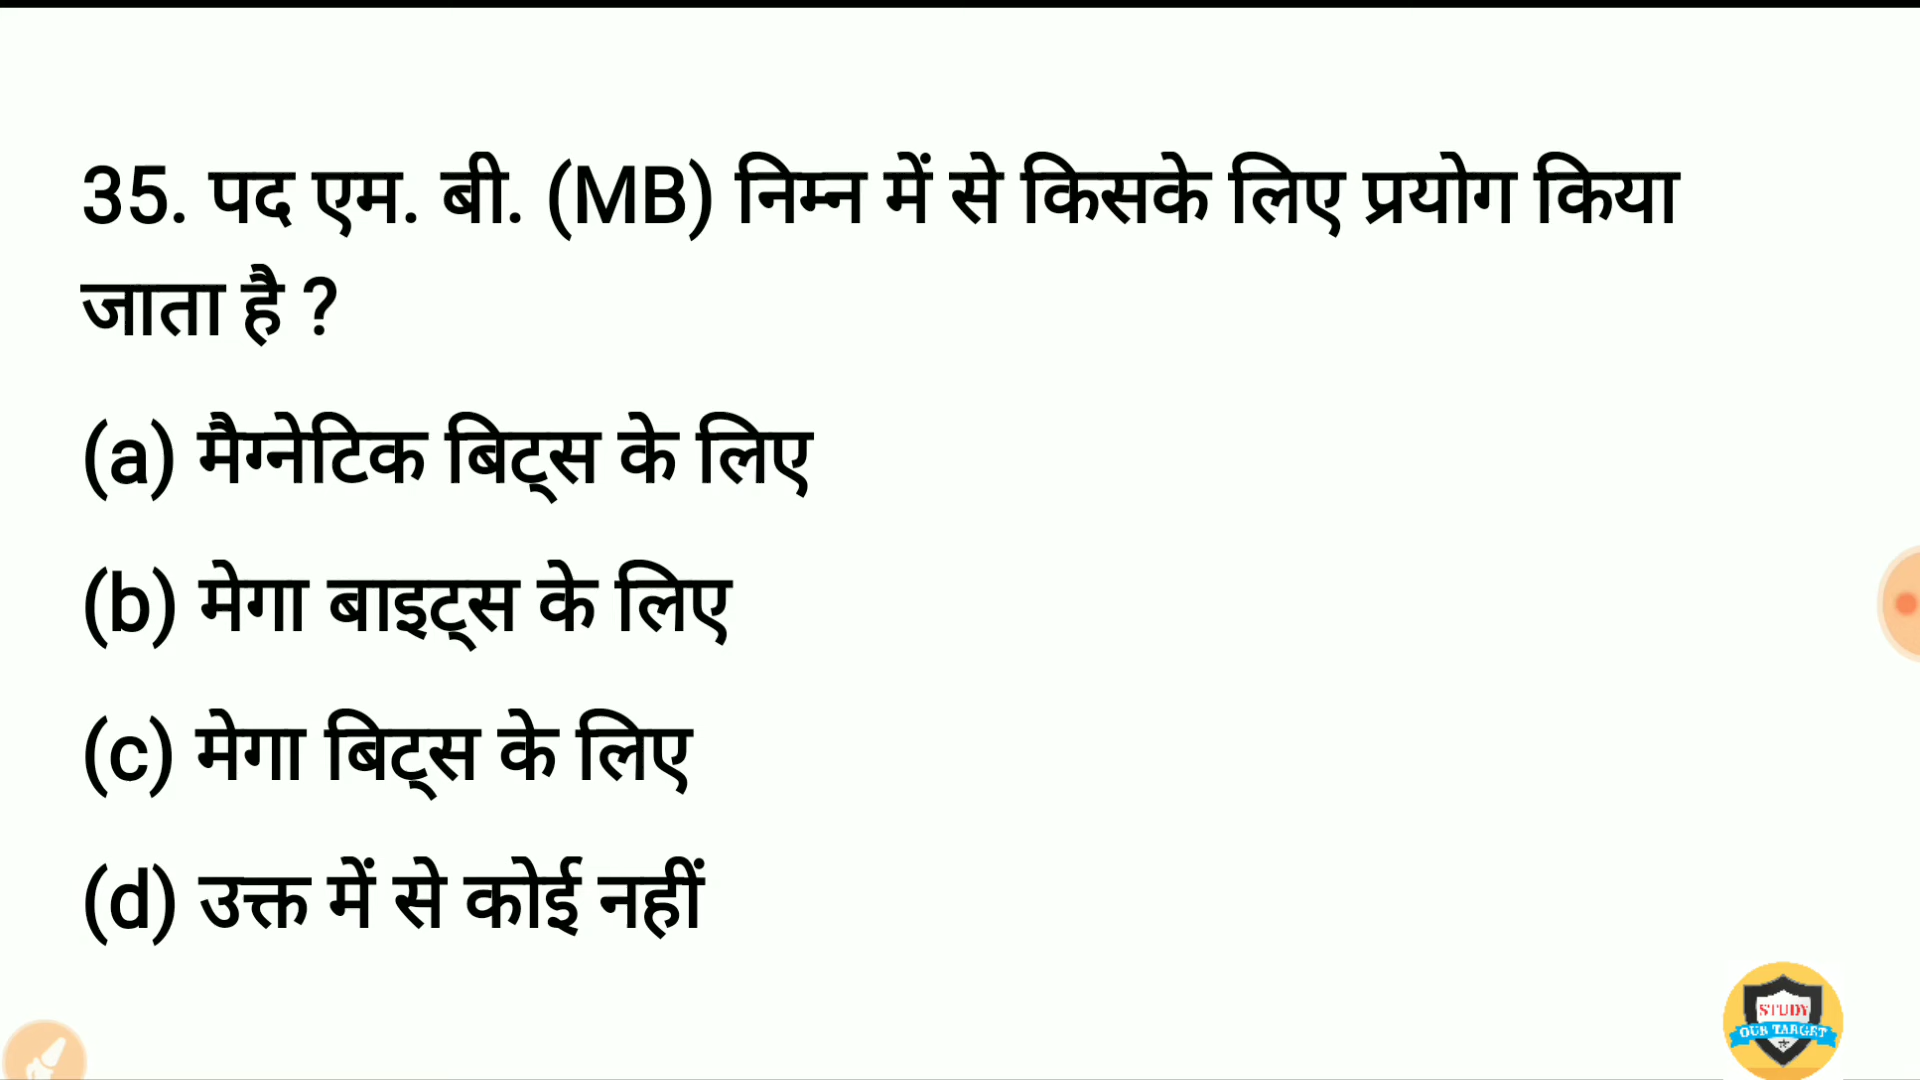 35. पद एम. बी. (MB) निम्न में से किसके लिए प्रयोग किया
जाता है ?
(a) मैग्नेटिक बिट्स के लिए
(b) मेगा बाइट्स के लिए
(c) मेगा बिट्स के लिए
(d) उक्त में से कोई नहीं
STUDY
OUR TARGET